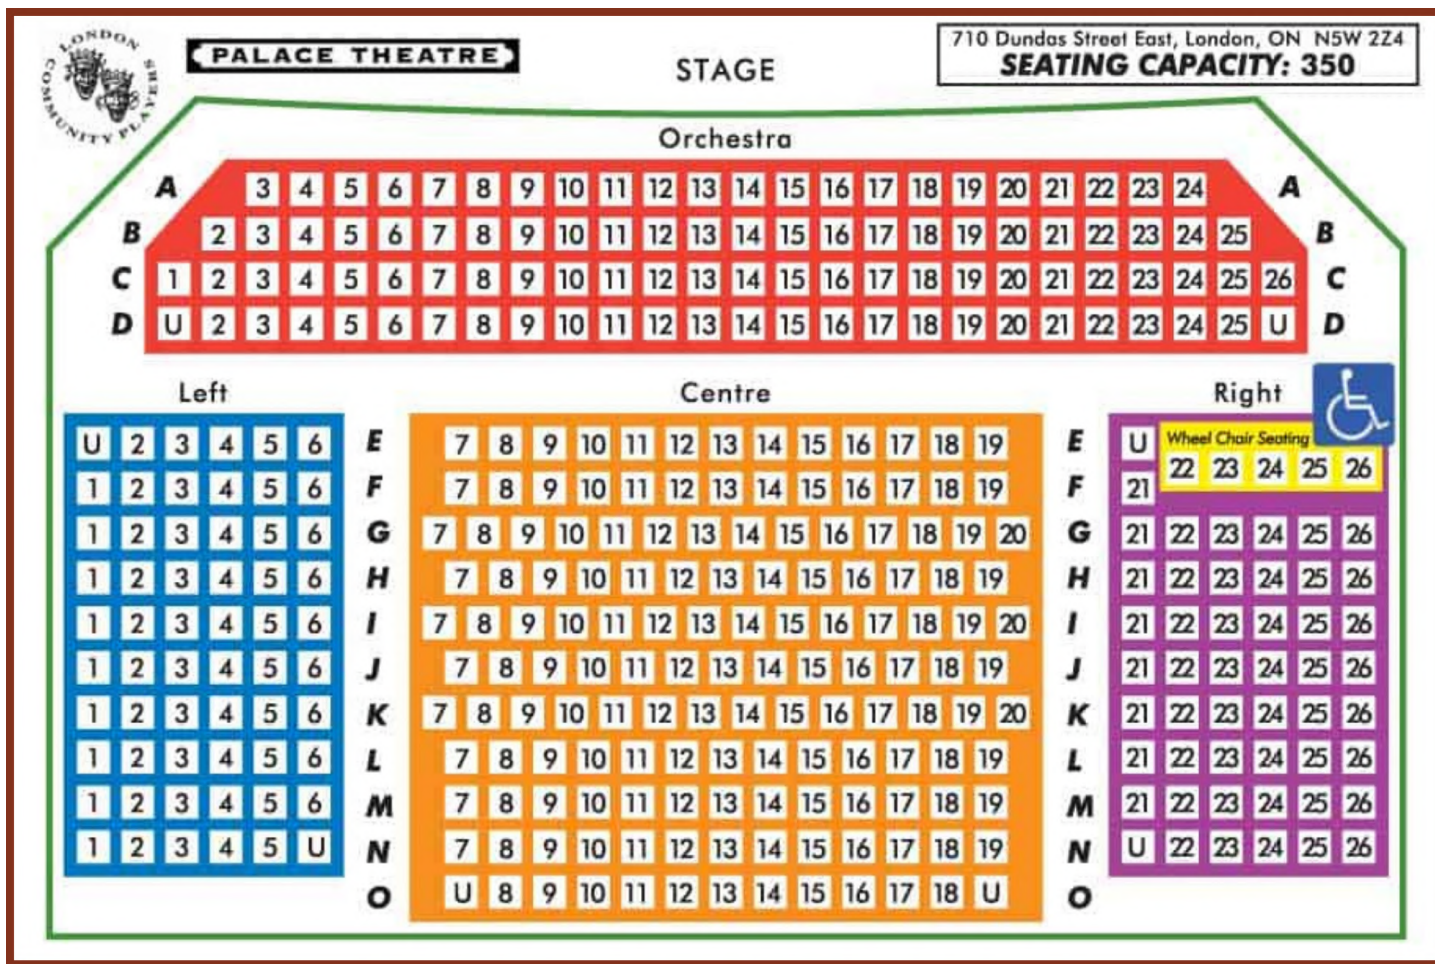 LONDON COMMUNITY PLAYERS
PALACE THEATRE
STAGE
710 Dundas Street East, London, ON N5W 2Z4
SEATING CAPACITY: 350
Orchestra
A 3 4 5 6 7 8 9 10 11 12 13 14 15 16 17 18 19 20 21 22 23 24 A
B 2 3 4 5 6 7 8 9 10 11 12 13 14 15 16 17 18 19 20 21 22 23 24 25 B
C 1 2 3 4 5 6 7 8 9 10 11 12 13 14 15 16 17 18 19 20 21 22 23 24 25 26 C
D U 2 3 4 5 6 7 8 9 10 11 12 13 14 15 16 17 18 19 20 21 22 23 24 25 U D
Left Centre Right
U 2 3 4 5 6 E 7 8 9 10 11 12 13 14 15 16 17 18 19 E U Wheel Chair Seating
22 23 24 25 26
1 2 3 4 5 6 F 7 8 9 10 11 12 13 14 15 16 17 18 19 F 21
1 2 3 4 5 6 G 7 8 9 10 11 12 13 14 15 16 17 18 19 20 G 21 22 23 24 25 26
1 2 3 4 5 6 H 7 8 9 10 11 12 13 14 15 16 17 18 19 H 21 22 23 24 25 26
1 2 3 4 5 6 I 7 8 9 10 11 12 13 14 15 16 17 18 19 20 I 21 22 23 24 25 26
1 2 3 4 5 6 J 7 8 9 10 11 12 13 14 15 16 17 18 19 J 21 22 23 24 25 26
1 2 3 4 5 6 K 7 8 9 10 11 12 13 14 15 16 17 18 19 20 K 21 22 23 24 25 26
1 2 3 4 5 6 L 7 8 9 10 11 12 13 14 15 16 17 18 19 L 21 22 23 24 25 26
1 2 3 4 5 6 M 7 8 9 10 11 12 13 14 15 16 17 18 19 M 21 22 23 24 25 26
1 2 3 4 5 U N 7 8 9 10 11 12 13 14 15 16 17 18 19 N U 22 23 24 25 26
O U 8 9 10 11 12 13 14 15 16 17 18 U O